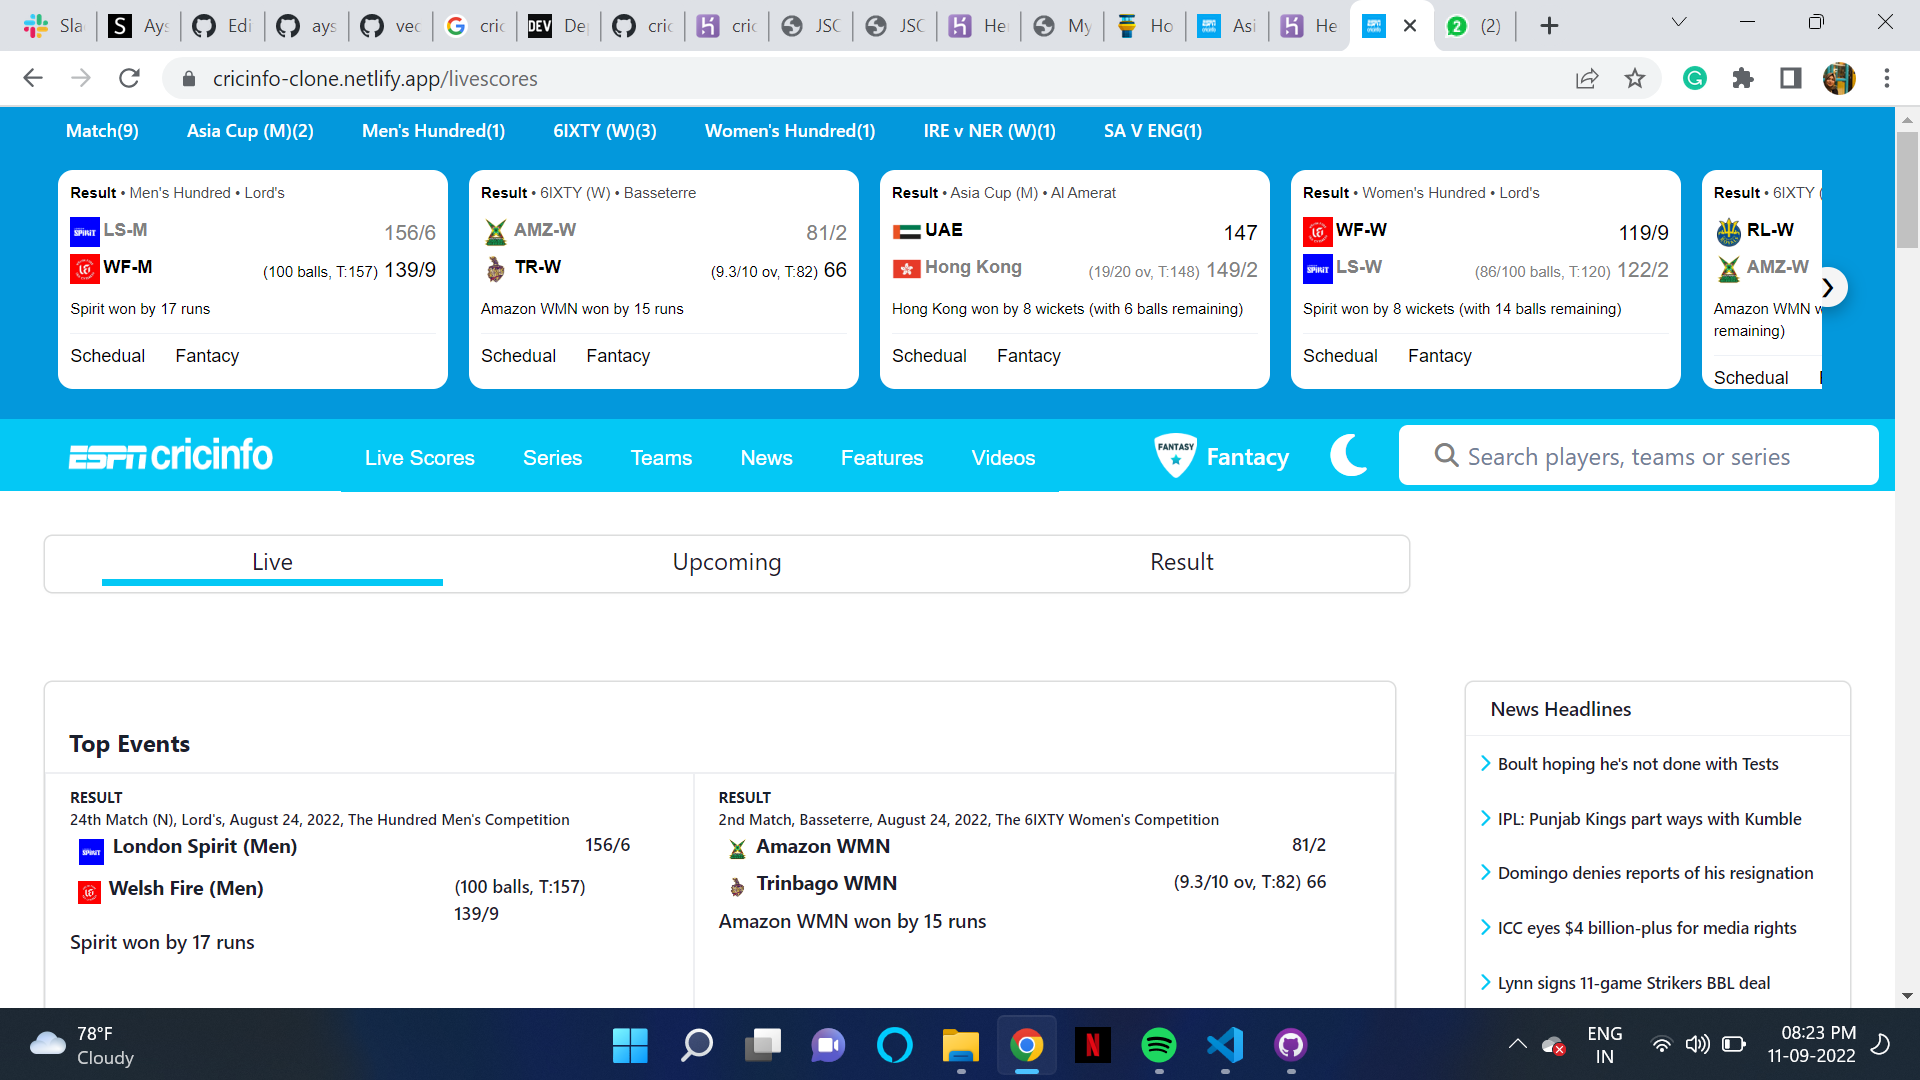 Sla
Ays
Edi
ays
vec
cric
DEV
Dep
cric
cric
JSO
JSO
Her
My
Ho
Asi
He
2 (2)
cricinfo-clone.netlify.app/livescores
Match(9) Asia Cup (M)(2) Men's Hundred(1) 6IXTY (W)(3) Women's Hundred(1) IRE v NER (W)(1) SA V ENG(1)
Result • Men's Hundred • Lord's
LS-M 156/6
WF-M (100 balls, T:157) 139/9
Spirit won by 17 runs
Schedual Fantacy
Result • 6IXTY (W) • Basseterre
AMZ-W 81/2
TR-W (9.3/10 ov, T:82) 66
Amazon WMN won by 15 runs
Schedual Fantacy
Result • Asia Cup (M) • Al Amerat
UAE 147
Hong Kong (19/20 ov, T:148) 149/2
Hong Kong won by 8 wickets (with 6 balls remaining)
Schedual Fantacy
Result • Women's Hundred • Lord's
WF-W 119/9
LS-W (86/100 balls, T:120) 122/2
Spirit won by 8 wickets (with 14 balls remaining)
Schedual Fantacy
Result • 6IXTY (
RL-W
AMZ-W
Amazon WMN w
remaining)
Schedual
ESPN cricinfo Live Scores Series Teams News Features Videos FANTASY Fantacy Search players, teams or series
Live Upcoming Result
Top Events
RESULT
24th Match (N), Lord's, August 24, 2022, The Hundred Men's Competition
London Spirit (Men) 156/6
Welsh Fire (Men) (100 balls, T:157)
139/9
Spirit won by 17 runs
RESULT
2nd Match, Basseterre, August 24, 2022, The 6IXTY Women's Competition
Amazon WMN 81/2
Trinbago WMN (9.3/10 ov, T:82) 66
Amazon WMN won by 15 runs
News Headlines
Boult hoping he's not done with Tests
IPL: Punjab Kings part ways with Kumble
Domingo denies reports of his resignation
ICC eyes $4 billion-plus for media rights
Lynn signs 11-game Strikers BBL deal
78°F
Cloudy
ENG
IN
08:23 PM
11-09-2022